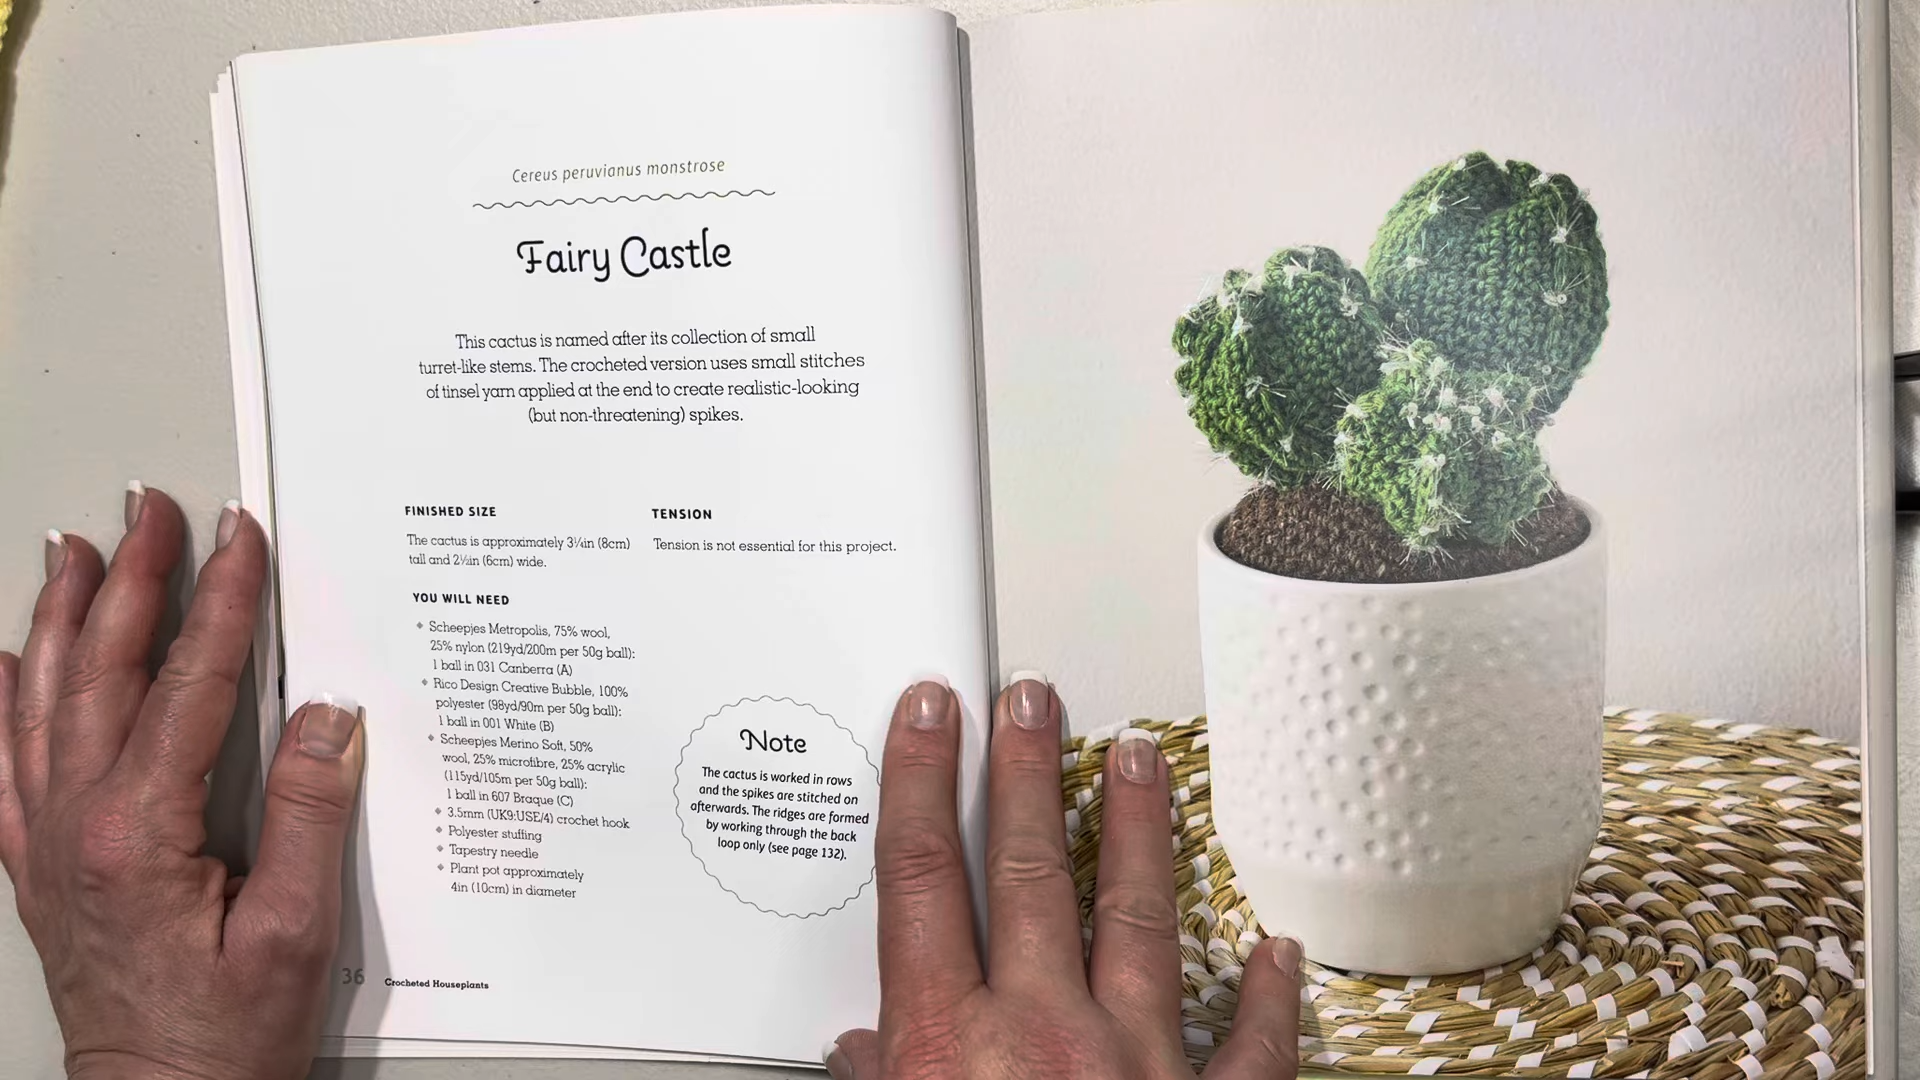 Cereus peruvianus monstrose
Fairy Castle
This cactus is named after its collection of small
turret-like stems. The crocheted version uses small stitches
of tinsel yarn applied at the end to create realistic-looking
(but non-threatening) spikes.
FINISHED SIZE
The cactus is approximately 3¼in (8cm)
tall and 2½in (6cm) wide.
TENSION
Tension is not essential for this project.
YOU WILL NEED
Scheepjes Metropolis, 75% wool,
25% nylon (219yd/200m per 50g ball):
1 ball in 031 Canberra (A)
Rico Design Creative Bubble, 100%
polyester (98yd/90m per 50g ball):
1 ball in 001 White (B)
Scheepjes Merino Soft, 50%
wool, 25% microfibre, 25% acrylic
(115yd/105m per 50g ball):
1 ball in 607 Braque (C)
3.5mm (UK9:USE/4) crochet hook
Polyester stuffing
Tapestry needle
Plant pot approximately
4in (10cm) in diameter
Note
The cactus is worked in rows
and the spikes are stitched on
afterwards. The ridges are formed
by working through the back
loop only (see page 132).
36 Crocheted Houseplants